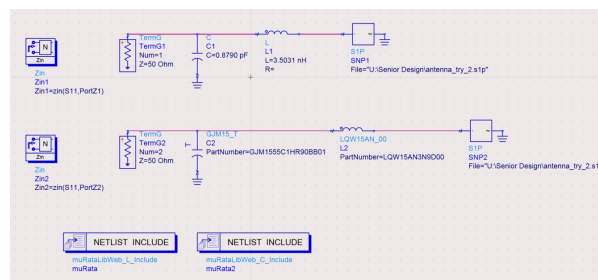 N
Zin
Zin
Zin1
Zin1=zin(S11,PortZ1)
TermG
TermG1
Num=1
Z=50 Ohm
C
C1
C=0.8790 pF
L
L1
L=3.5031 nH
R=
S1P
SNP1
File="U:\Senior Design\antenna_try_2.s1p"
N
Zin
Zin
Zin2
Zin2=zin(S11,PortZ2)
TermG
TermG2
Num=2
Z=50 Ohm
GJM15_T
C2
PartNumber=GJM1555C1HR90BB01
LQW15AN_00
L2
PartNumber=LQW15AN3N9D00
S1P
SNP2
File="U:\Senior Design\antenna_try_2.s1
NETLIST INCLUDE
muRataLibWeb_L_Include
muRata
NETLIST INCLUDE
muRataLibWeb_C_Include
muRata2